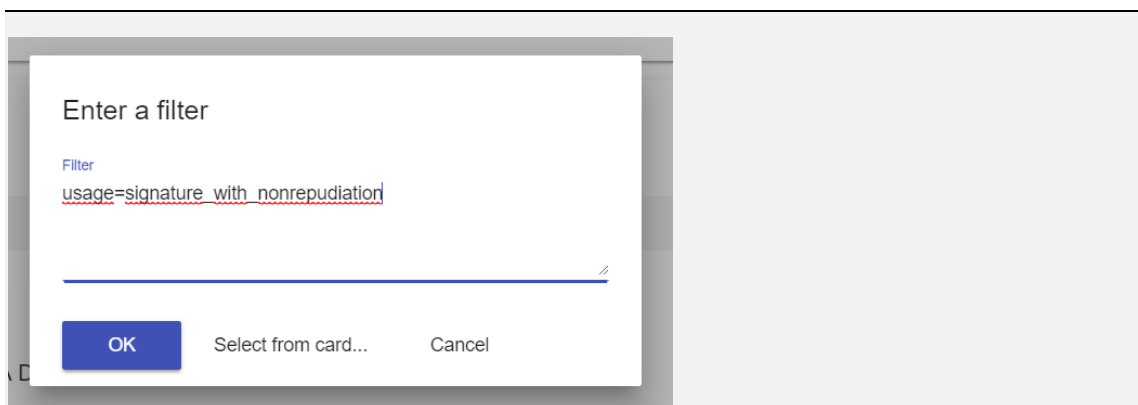 Enter a filter
Filter
usage=signature_with_nonrepudiation
OK Select from card... Cancel